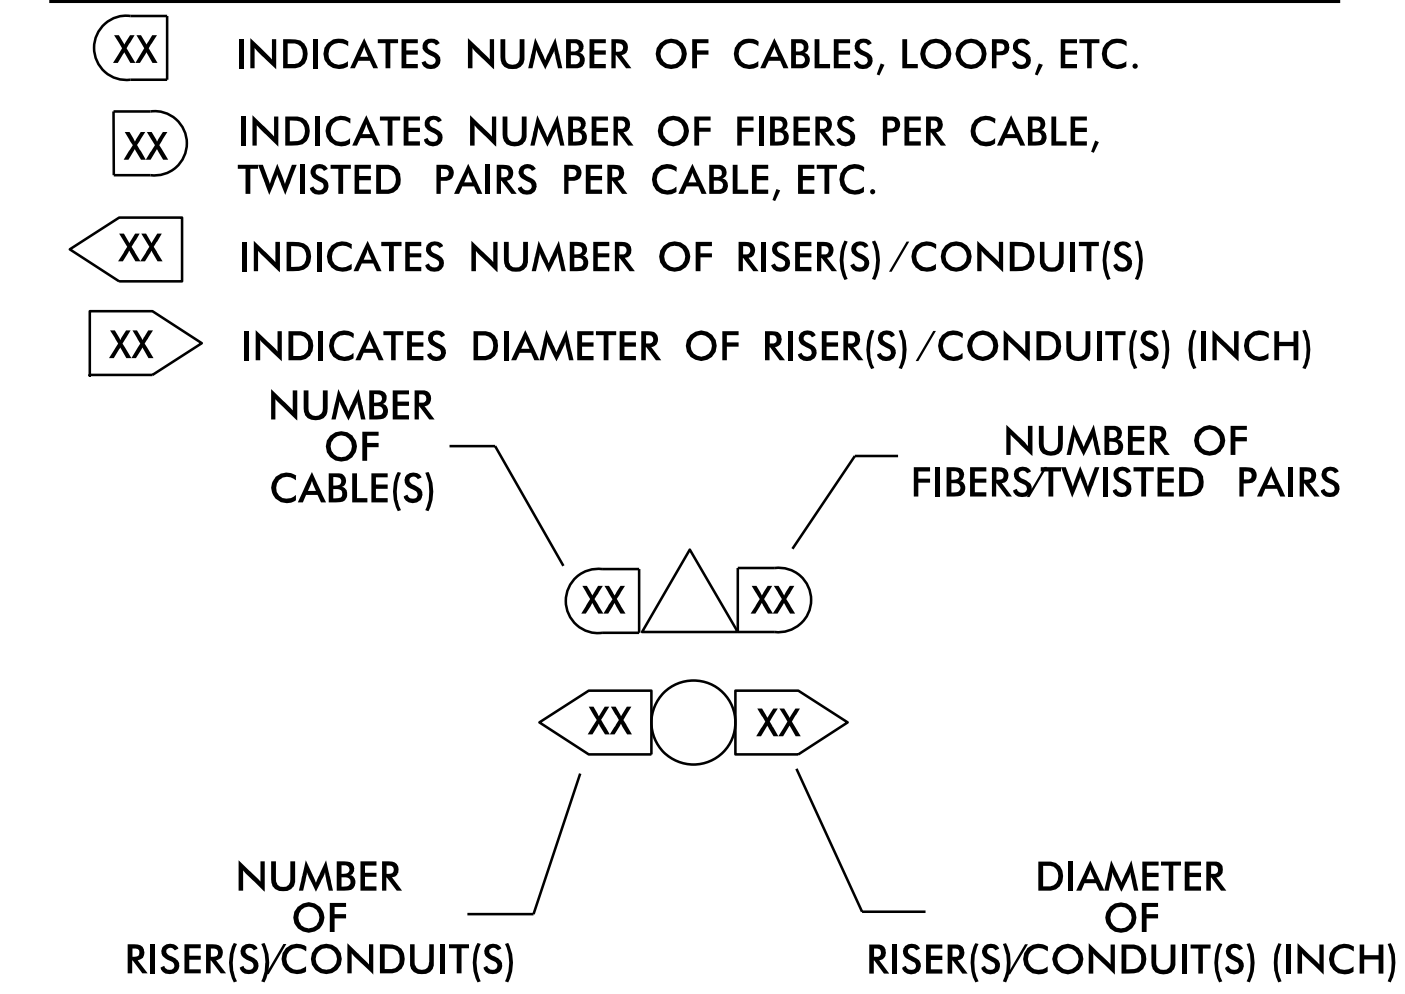 XX INDICATES NUMBER OF CABLES, LOOPS, ETC.
XX INDICATES NUMBER OF FIBERS PER CABLE,
TWISTED PAIRS PER CABLE, ETC.
XX INDICATES NUMBER OF RISER(S)/CONDUIT(S)
XX INDICATES DIAMETER OF RISER(S)/CONDUIT(S) (INCH)
NUMBER
OF
CABLE(S)
NUMBER OF
FIBERS/TWISTED PAIRS
XX XX
XX XX
NUMBER
OF
RISER(S)/CONDUIT(S)
DIAMETER
OF
RISER(S)/CONDUIT(S) (INCH)